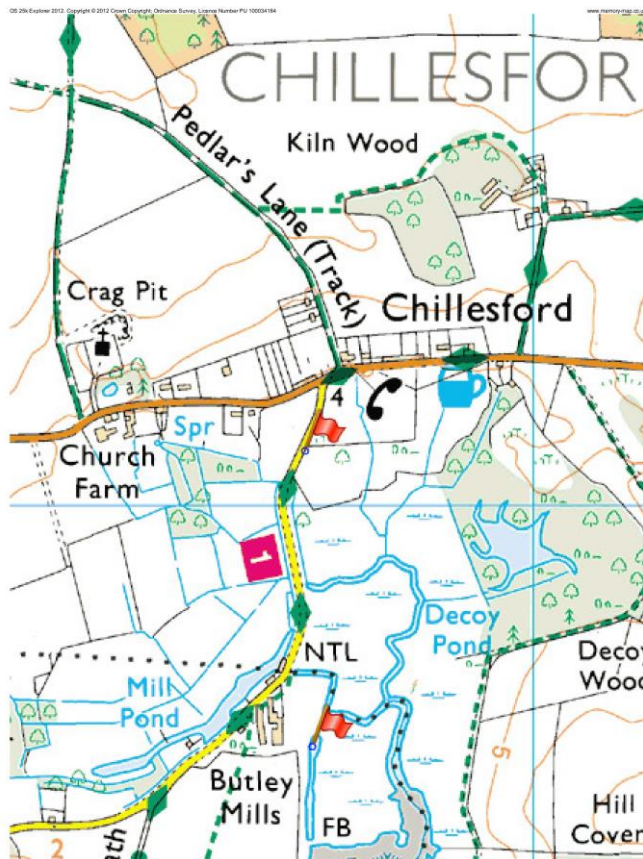 OS 25k Explorer 2012. Copyright © 2012 Crown Copyright; Ordnance Survey, Licence Number PU 100034184
www.memory-map.co.u
CHILLESFOR
Kiln Wood
Pedlar's Lane (Track)
Crag Pit
Chillesford
4
Spr
Church
Farm
1
Decoy
Pond
NTL
Decoy
Wood
Mill
Pond
5
Butley
Mills
FB
Hill
Cover
2
ath